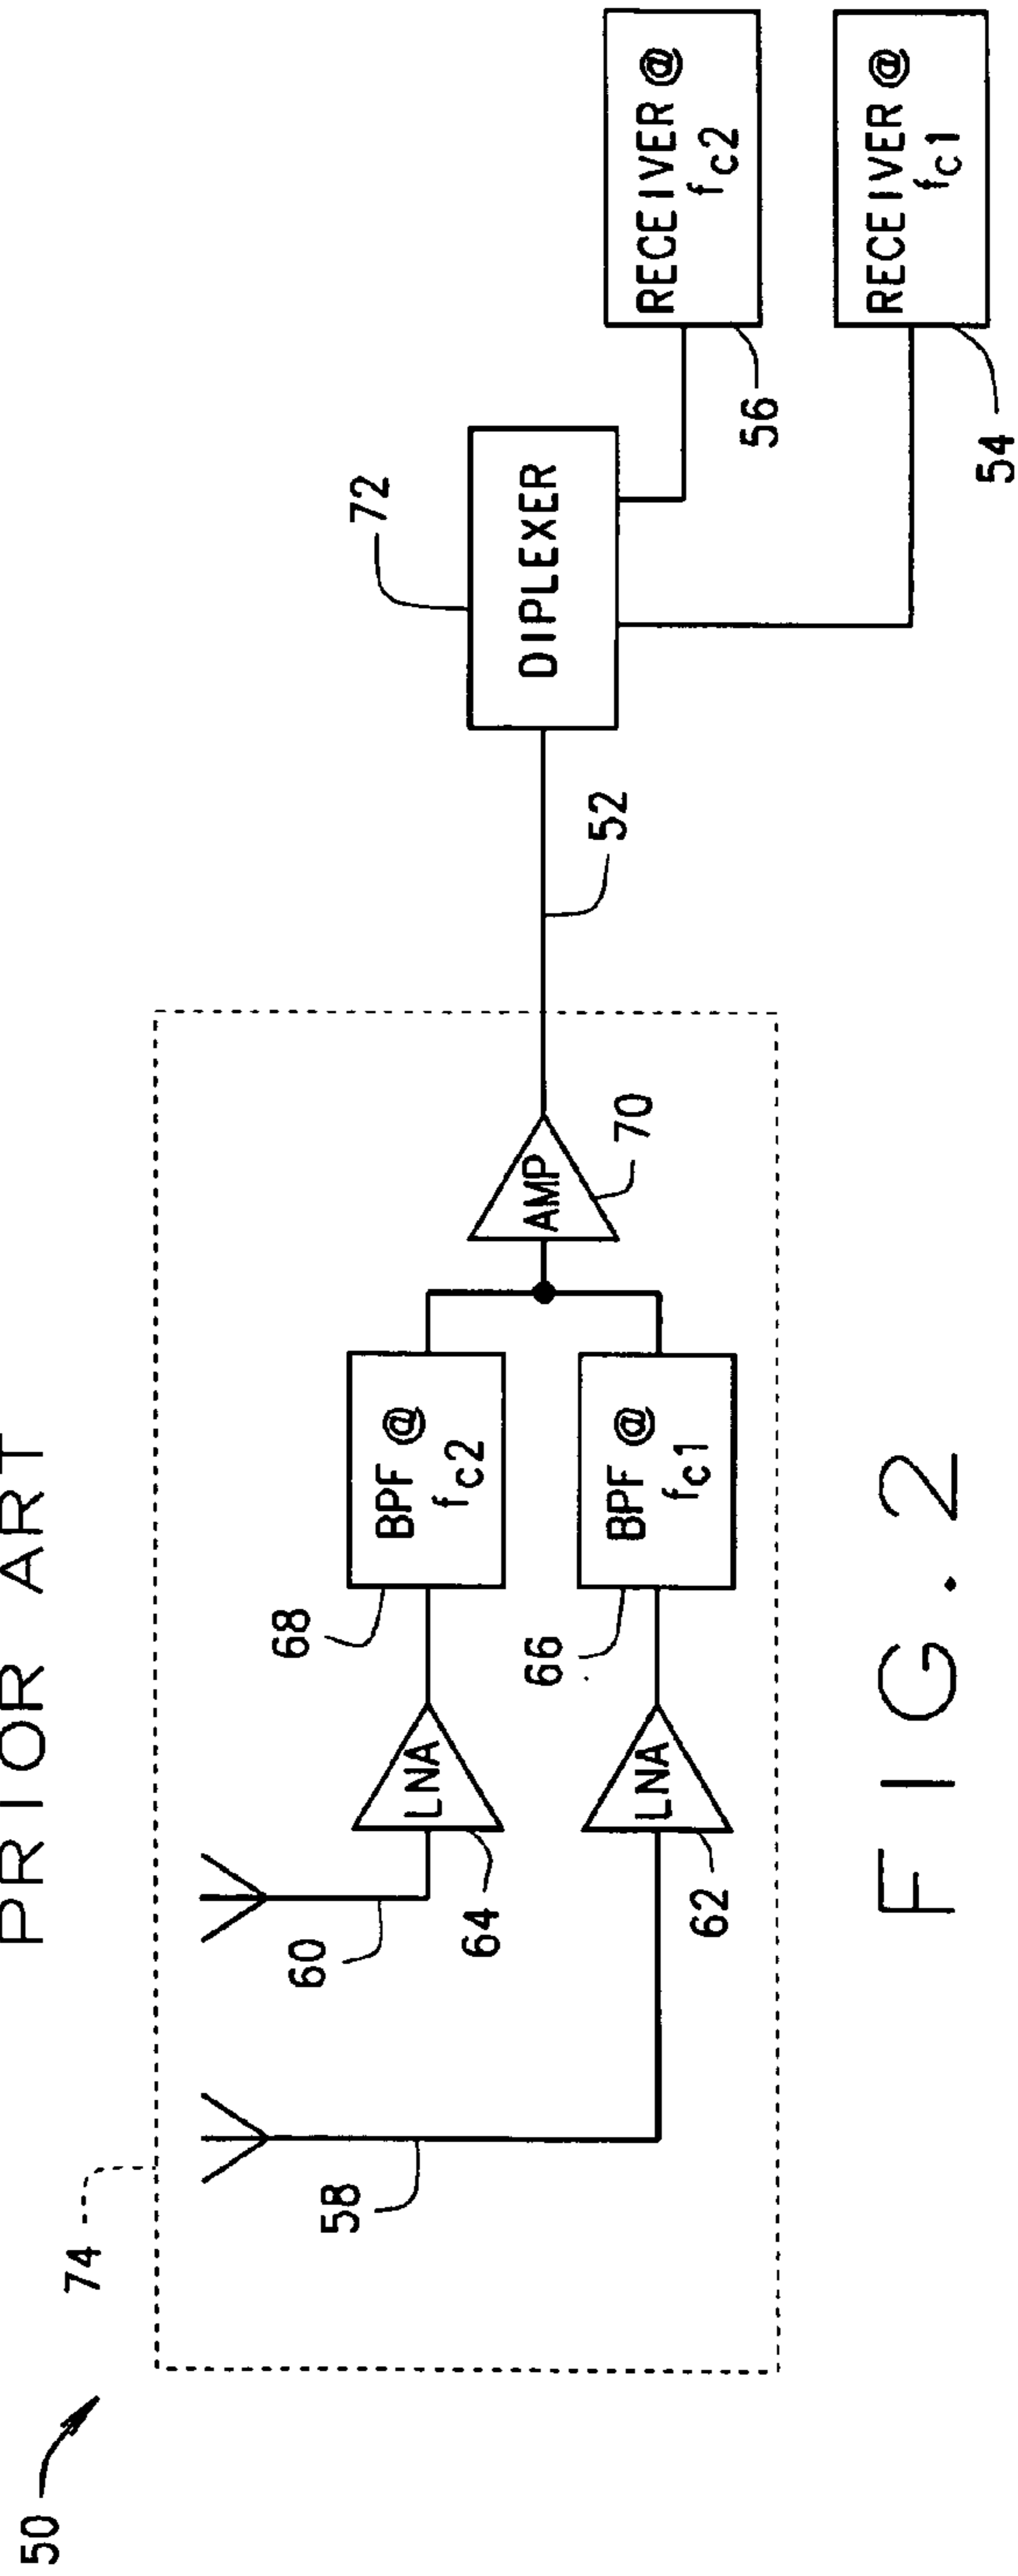 PRIOR ART
50
74
58
60
64
LNA
68
BPF @
fc2
62
LNA
66
BPF @
fc1
AMP
70
52
72
DIPLEXER
56
RECEIVER @
fc2
54
RECEIVER @
fc1
FIG. 2